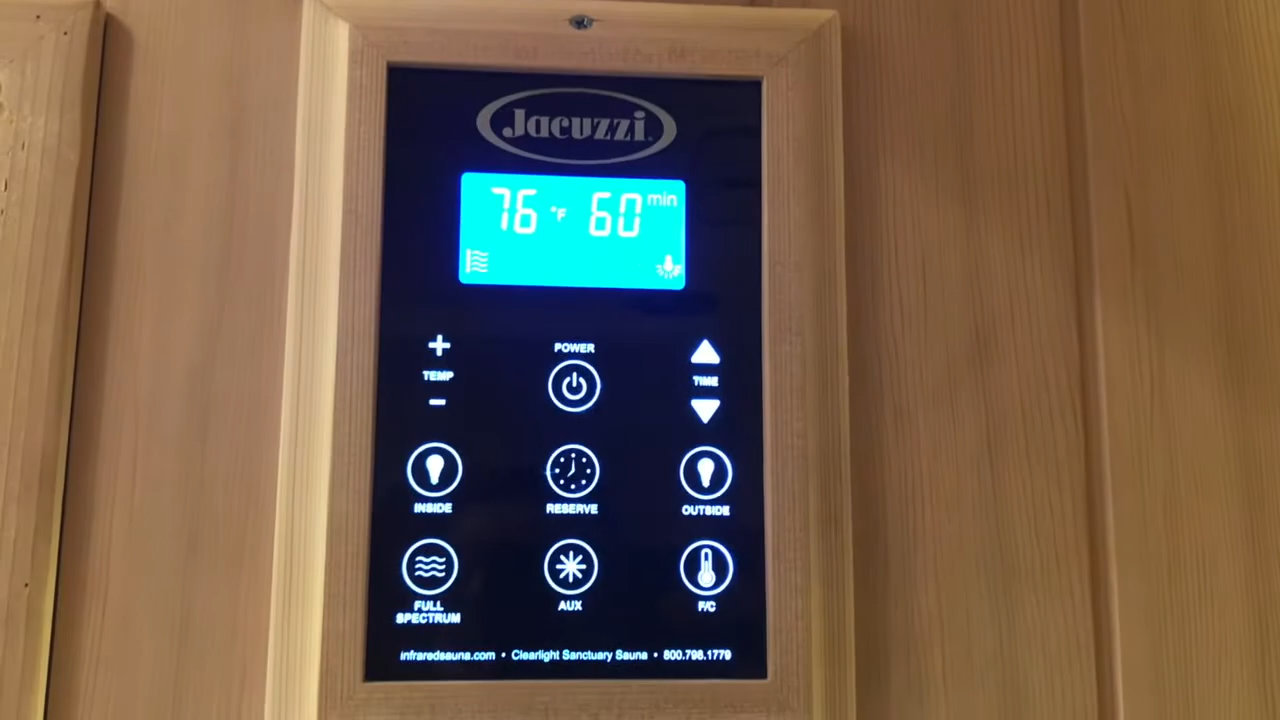 Jacuzzi
76 °F 60 min
+ POWER
TEMP TIME
-
INSIDE RESERVE OUTSIDE
FULL SPECTRUM AUX F/C
infraredsauna.com • Clearlight Sanctuary Sauna • 800.798.1779